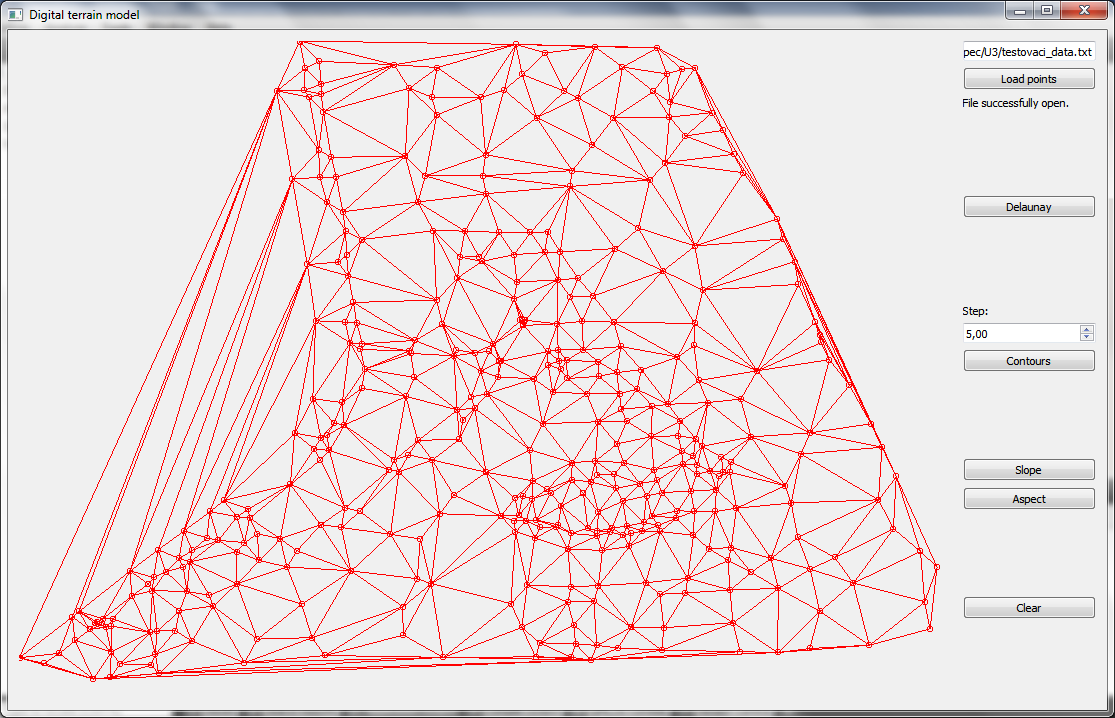 Digital terrain model
pec/U3/testovaci_data.txt
Load points
File successfully open.
Delaunay
Step:
5,00
Contours
Slope
Aspect
Clear